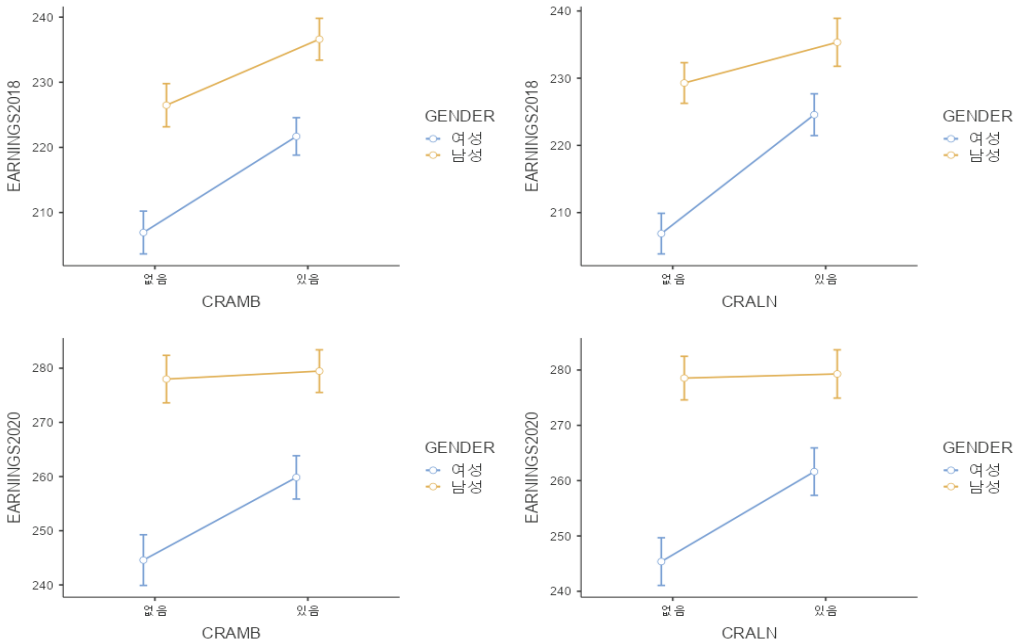 240
230
220
210
EARNINGS2018
없음
있음
CRAMB
GENDER
여성
남성
240
230
220
210
EARNINGS2018
없음
있음
CRALN
GENDER
여성
남성
280
270
260
250
240
EARNINGS2020
없음
있음
CRAMB
GENDER
여성
남성
280
270
260
250
240
EARNINGS2020
없음
있음
CRALN
GENDER
여성
남성